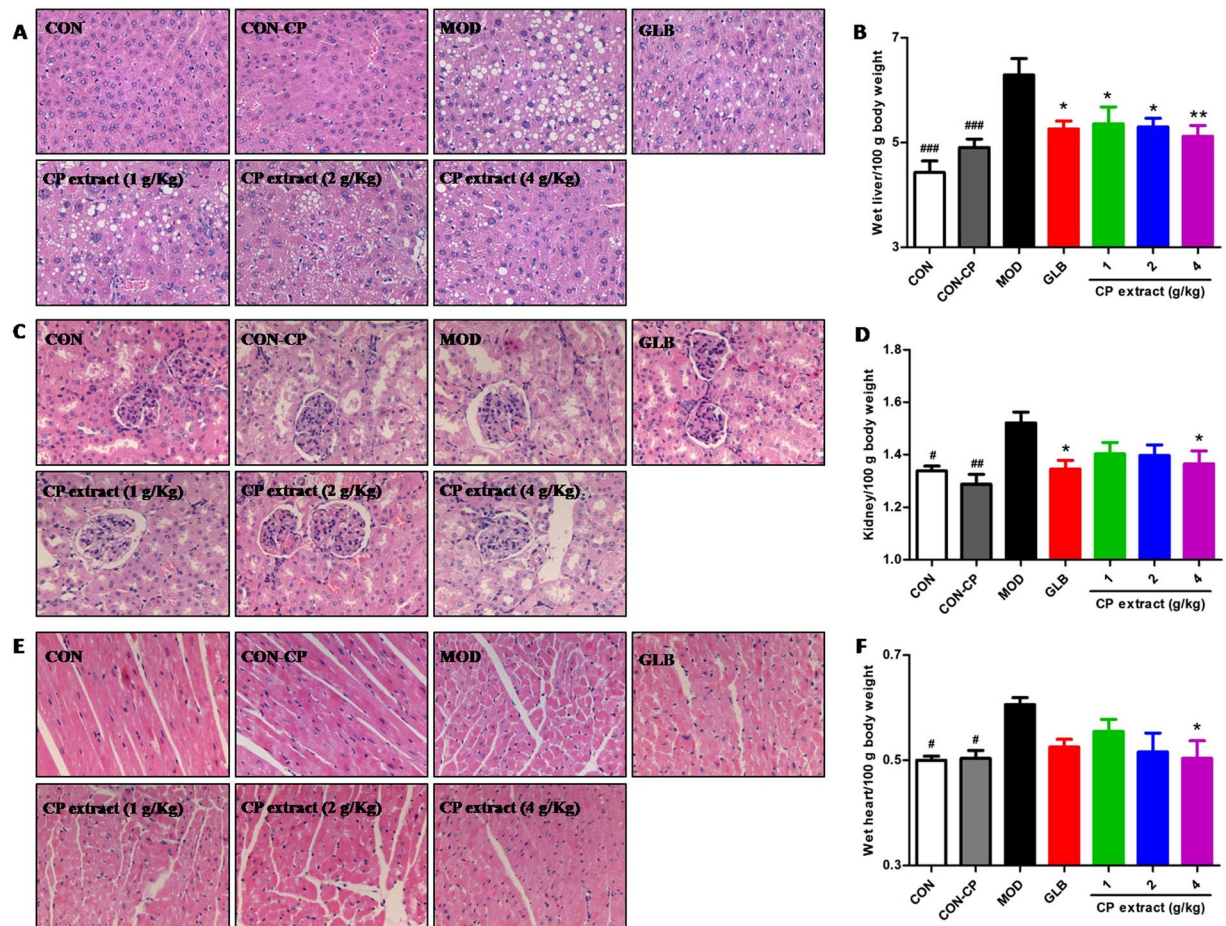 A
CON
CON-CP
MOD
GLB
CP extract (1 g/Kg)
CP extract (2 g/Kg)
CP extract (4 g/Kg)
B
Wet liver/100 g body weight
7
5
3
###
###
*
*
*
**
CON
CON-CP
MOD
GLB
1
2
4
CP extract (g/kg)
C
CON
CON-CP
MOD
GLB
CP extract (1 g/Kg)
CP extract (2 g/Kg)
CP extract (4 g/Kg)
D
Kidney/100 g body weight
1.8
1.6
1.4
1.2
1.0
#
##
*
*
CON
CON-CP
MOD
GLB
1
2
4
CP extract (g/kg)
E
CON
CON-CP
MOD
GLB
CP extract (1 g/Kg)
CP extract (2 g/Kg)
CP extract (4 g/Kg)
F
Wet heart/100 g body weight
0.7
0.5
0.3
#
#
*
CON
CON-CP
MOD
GLB
1
2
4
CP extract (g/kg)